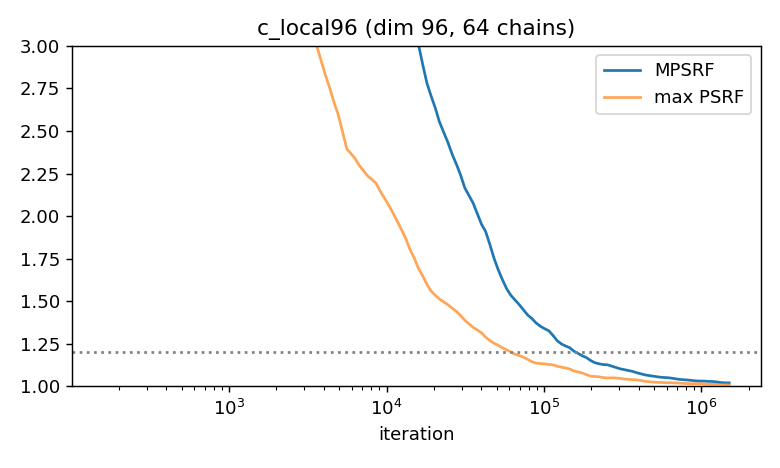 c_local96 (dim 96, 64 chains)
3.00
2.75
2.50
2.25
2.00
1.75
1.50
1.25
1.00
MPSRF
max PSRF
10³ 10⁴ 10⁵ 10⁶
iteration